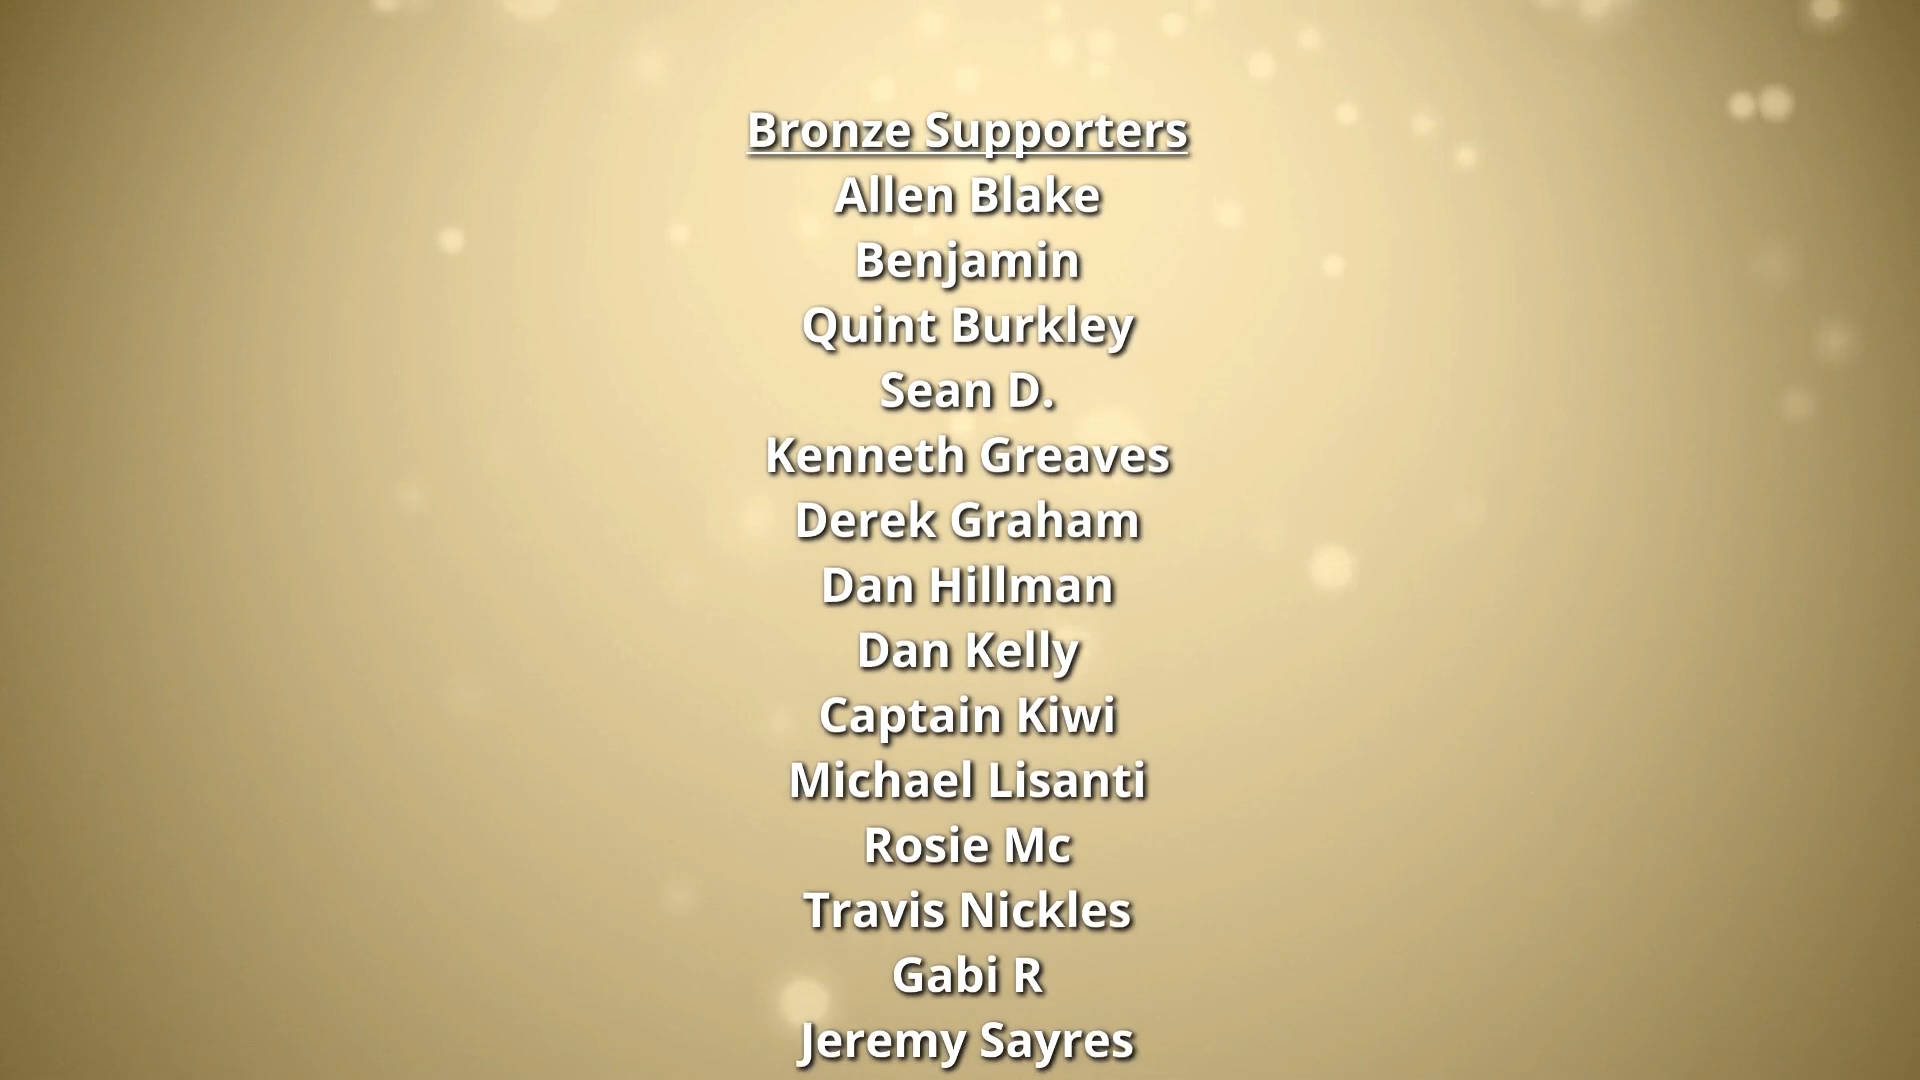 Bronze Supporters
Allen Blake
Benjamin
Quint Burkley
Sean D.
Kenneth Greaves
Derek Graham
Dan Hillman
Dan Kelly
Captain Kiwi
Michael Lisanti
Rosie Mc
Travis Nickles
Gabi R
Jeremy Sayres